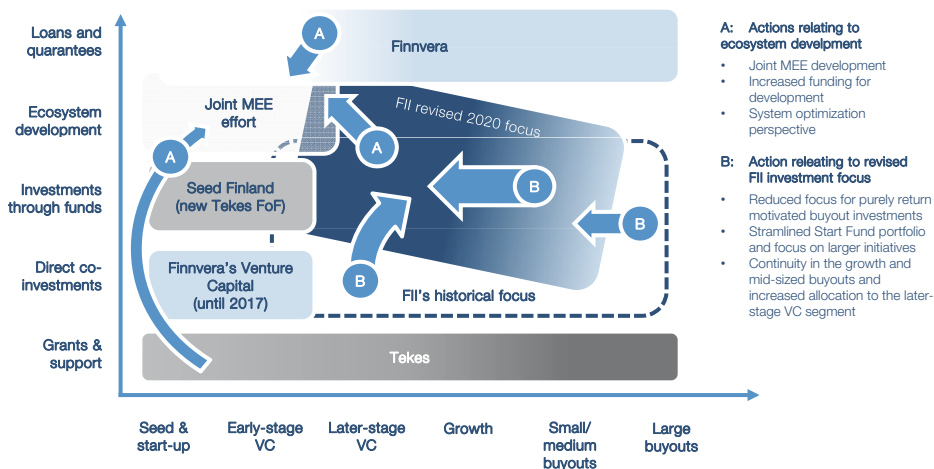 Loans and
quarantees
Ecosystem
development
Investments
through funds
Direct co-
investments
Grants &
support
A
Finnvera
Joint MEE
effort
FII revised 2020 focus
A
A
Seed Finland
(new Tekes FoF)
B
B
Finnvera's Venture
Capital
(until 2017)
B
FII's historical focus
Tekes
Seed &
start-up
Early-stage
VC
Later-stage
VC
Growth
Small/
medium
buyouts
Large
buyouts
A: Actions relating to
ecosystem develpment
• Joint MEE development
• Increased funding for
development
• System optimization
perspective
B: Action releating to revised
FII investment focus
• Reduced focus for purely return
motivated buyout investments
• Stramlined Start Fund portfolio
and focus on larger initiatives
• Continuity in the growth and
mid-sized buyouts and
increased allocation to the later-
stage VC segment